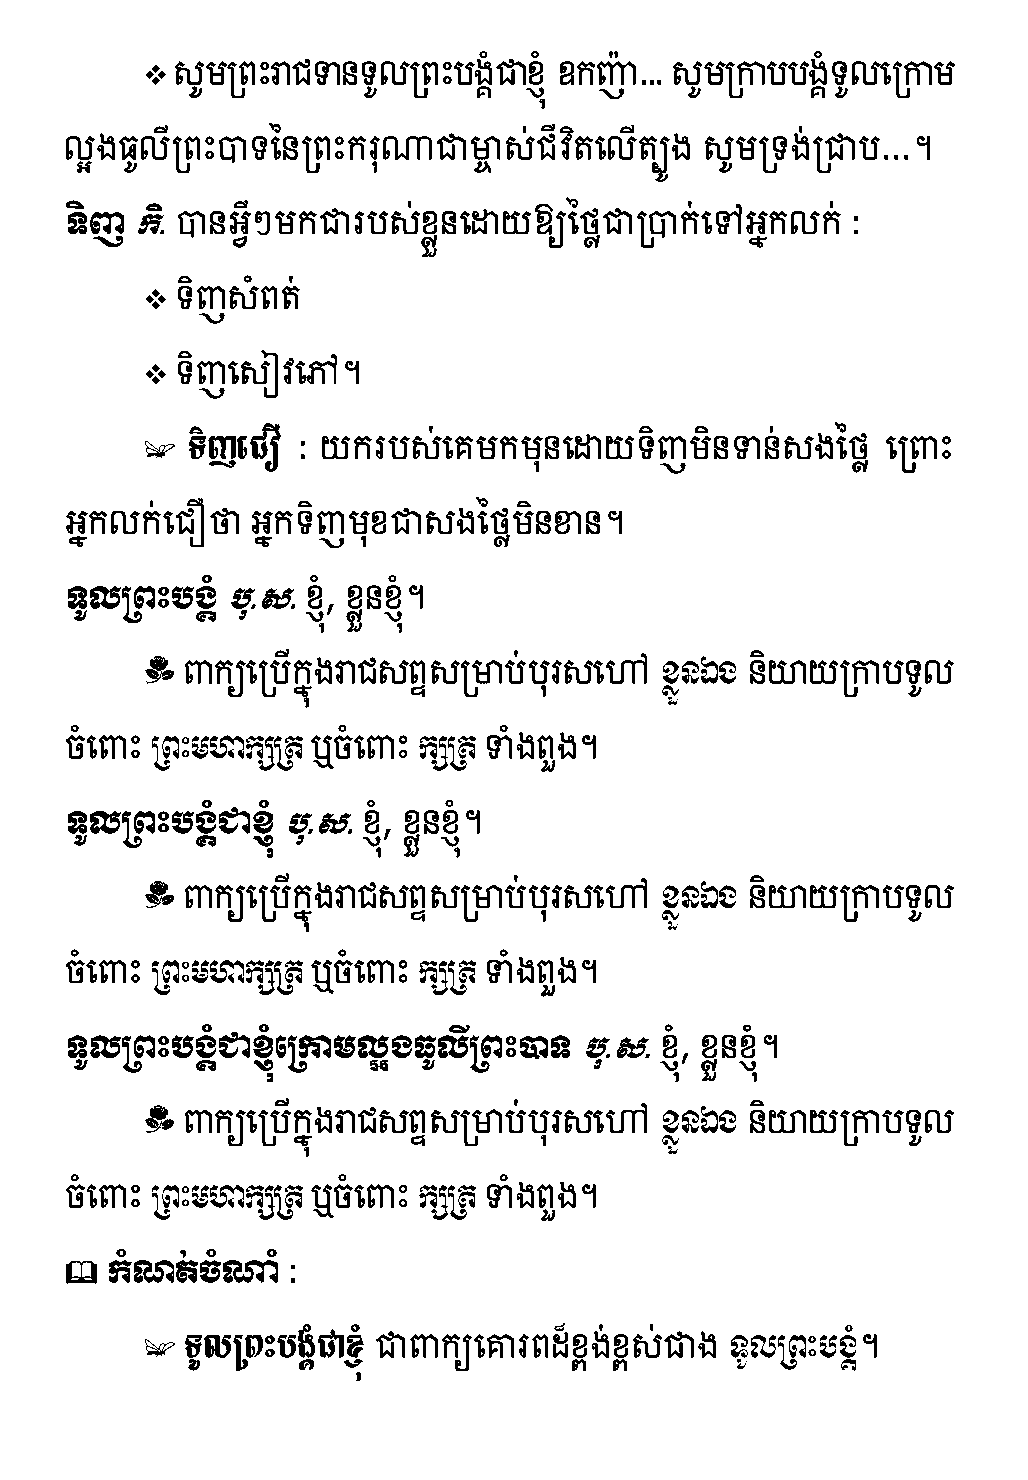 ❖ សូមព្រះរាជទានទូលព្រះបង្គំជាខ្ញុំ ឧកញ៉ា... សូមក្រាបបង្គំទូលក្រោម
ល្អងធូលីព្រះបាទនៃព្រះករុណាជាម្ចាស់ជីវិតលើត្បូង សូមទ្រង់ជ្រាប...។
ទិញ កិ. បានអ្វីៗមកជារបស់ខ្លួនដោយឱ្យថ្លៃជាប្រាក់ទៅអ្នកលក់ :
❖ ទិញសំពត់
❖ ទិញសៀវភៅ។
ទិញជឿ : យករបស់គេមកមុនដោយទិញមិនទាន់សងថ្លៃ ព្រោះ
អ្នកលក់ជឿថា អ្នកទិញមុខជាសងថ្លៃមិនខាន។
ទូលព្រះបង្គំ បុ.ស. ខ្ញុំ, ខ្លួនខ្ញុំ។
ពាក្យប្រើក្នុងរាជសព្ទសម្រាប់បុរសហៅ ខ្លួនឯង និយាយក្រាបទូល
ចំពោះ ព្រះមហាក្សត្រ ឬចំពោះ ក្សត្រ ទាំងពួង។
ទូលព្រះបង្គំជាខ្ញុំ បុ.ស. ខ្ញុំ, ខ្លួនខ្ញុំ។
ពាក្យប្រើក្នុងរាជសព្ទសម្រាប់បុរសហៅ ខ្លួនឯង និយាយក្រាបទូល
ចំពោះ ព្រះមហាក្សត្រ ឬចំពោះ ក្សត្រ ទាំងពួង។
ទូលព្រះបង្គំជាខ្ញុំក្រោមល្អងធូលីព្រះបាទ បុ.ស. ខ្ញុំ, ខ្លួនខ្ញុំ។
ពាក្យប្រើក្នុងរាជសព្ទសម្រាប់បុរសហៅ ខ្លួនឯង និយាយក្រាបទូល
ចំពោះ ព្រះមហាក្សត្រ ឬចំពោះ ក្សត្រ ទាំងពួង។
កំណត់ចំណាំ :
ទូលព្រះបង្គំជាខ្ញុំ ជាពាក្យគោរពដ៏ខ្ពង់ខ្ពស់ជាង ទូលព្រះបង្គំ។